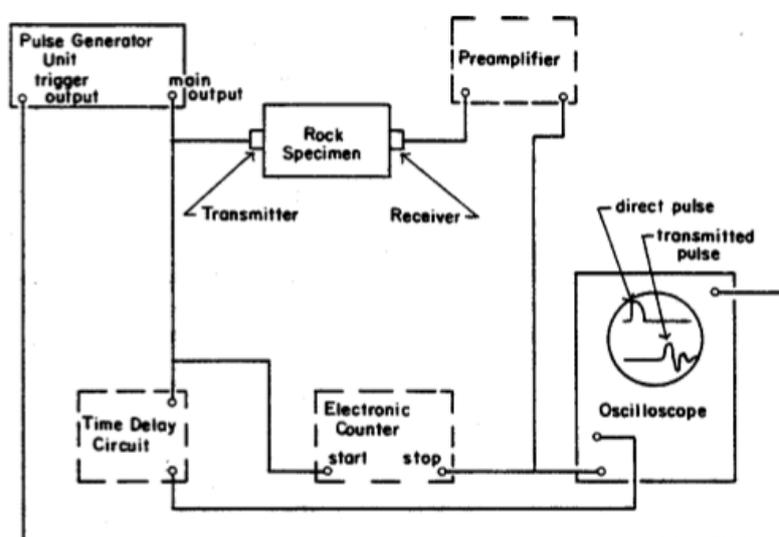 Pulse Generator
Unit
trigger
output
main
output
Preamplifier
Rock
Specimen
Transmitter
Receiver
direct pulse
transmitted
pulse
Oscilloscope
Time Delay
Circuit
Electronic
Counter
start stop